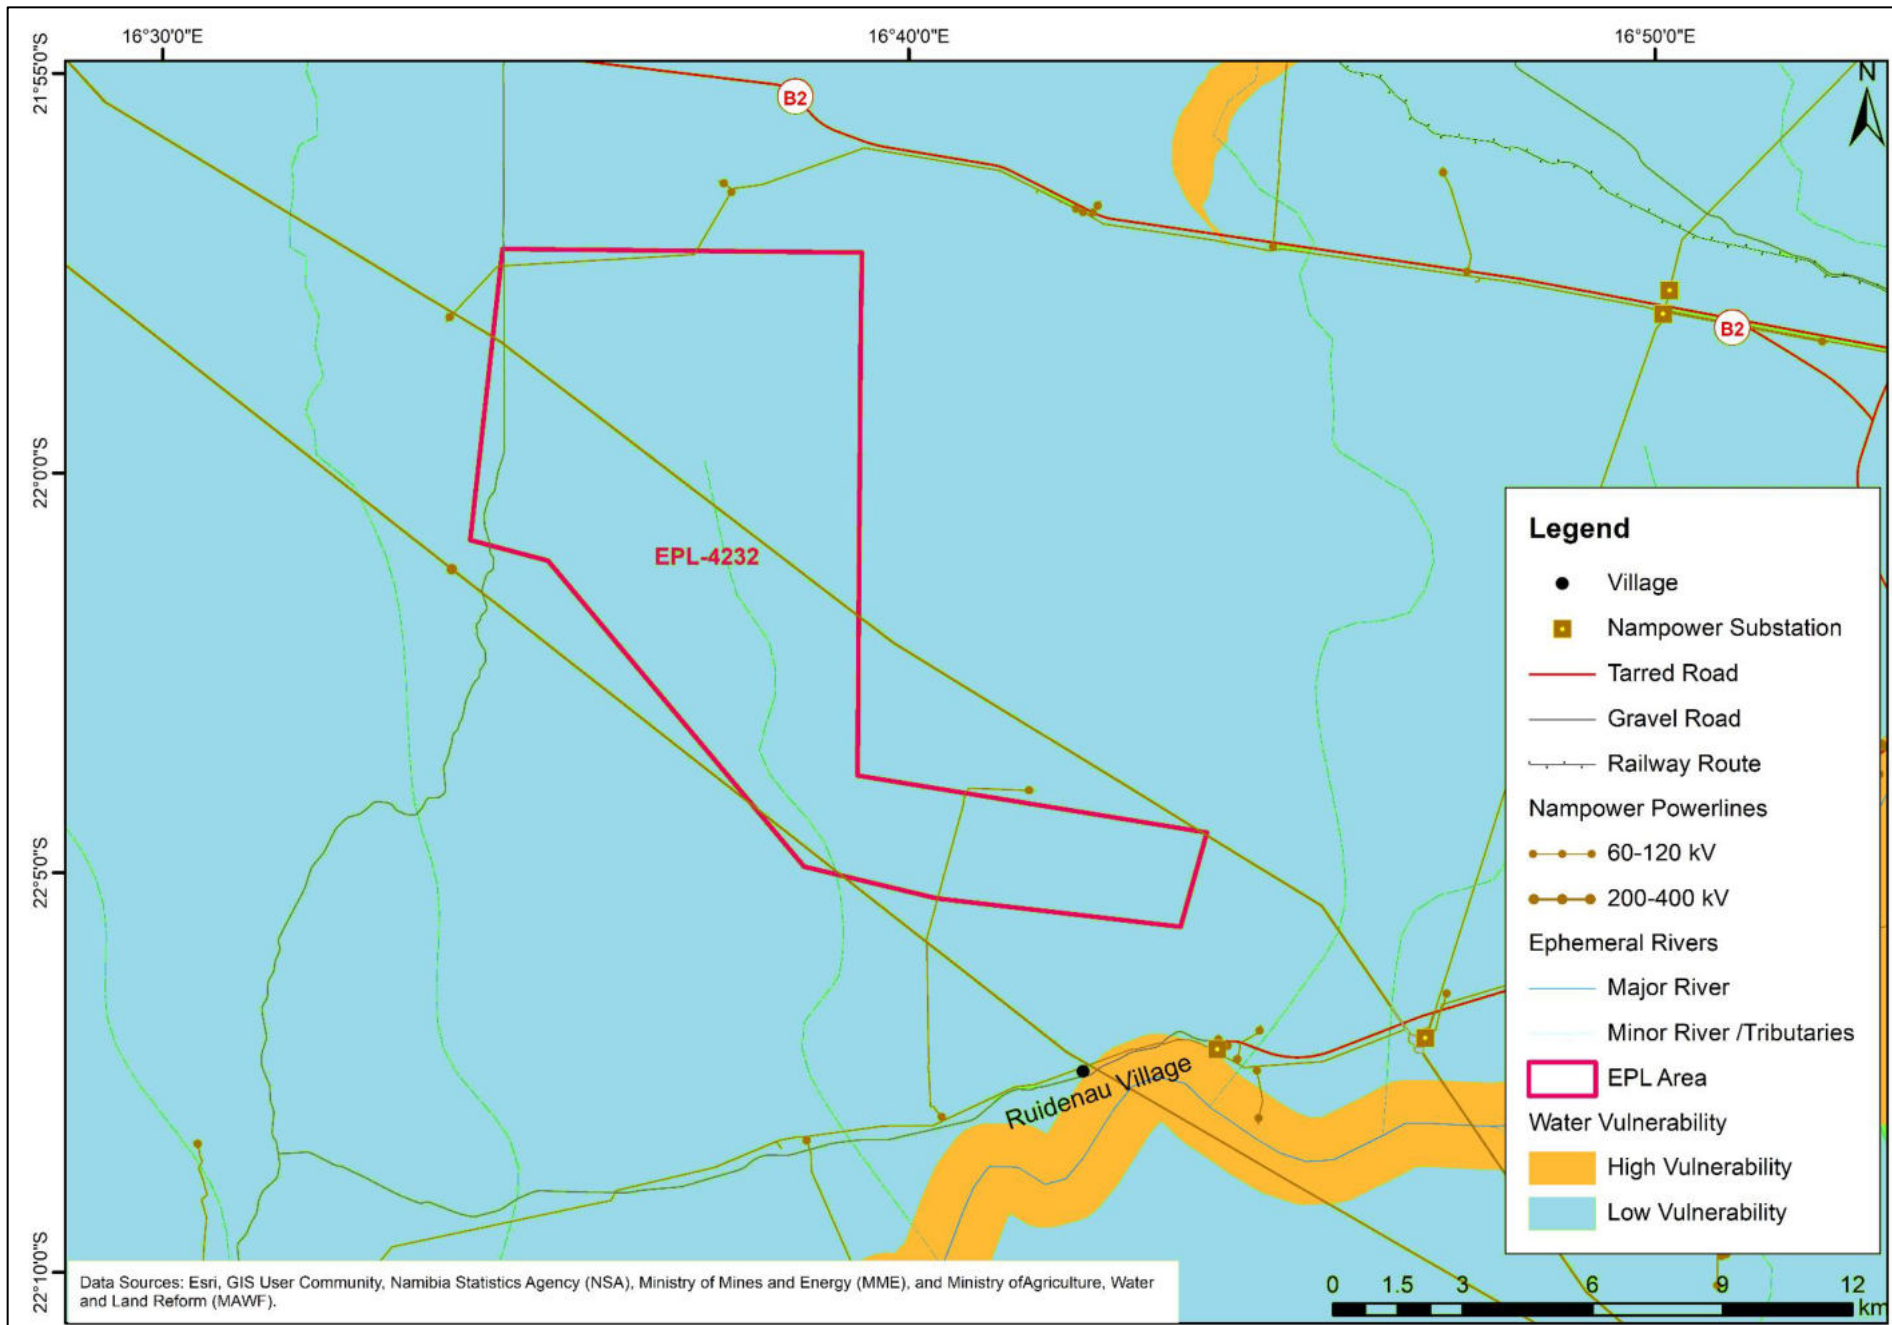 16°30'0"E
16°40'0"E
16°50'0"E
21°55'0"S
22°0'0"S
22°5'0"S
22°10'0"S
N
B2
B2
EPL-4232
Ruidenau Village
Legend
Village
Nampower Substation
Tarred Road
Gravel Road
Railway Route
Nampower Powerlines
60-120 kV
200-400 kV
Ephemeral Rivers
Major River
Minor River /Tributaries
EPL Area
Water Vulnerability
High Vulnerability
Low Vulnerability
Data Sources: Esri, GIS User Community, Namibia Statistics Agency (NSA), Ministry of Mines and Energy (MME), and Ministry ofAgriculture, Water
and Land Reform (MAWF).
0 1.5 3 6 9 12
km